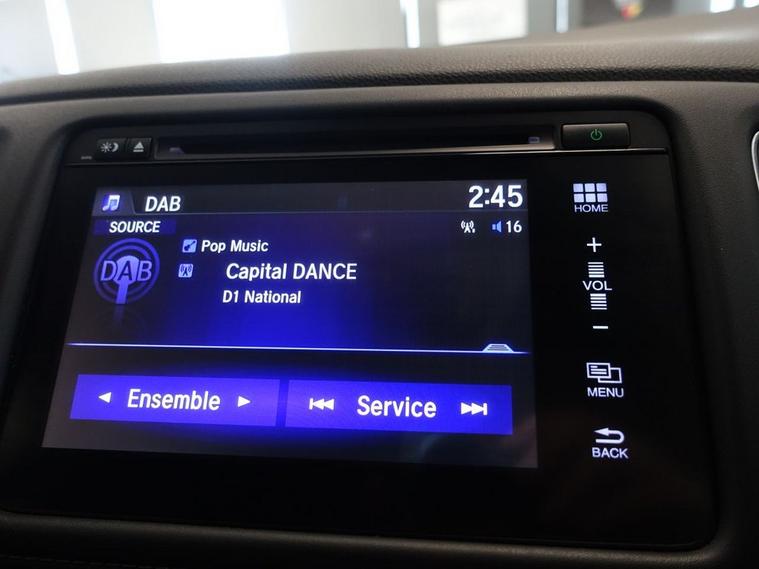 DAB
2:45
HOME
SOURCE
16
Pop Music
DAB
Capital DANCE
D1 National
+
VOL
−
MENU
Ensemble
Service
BACK